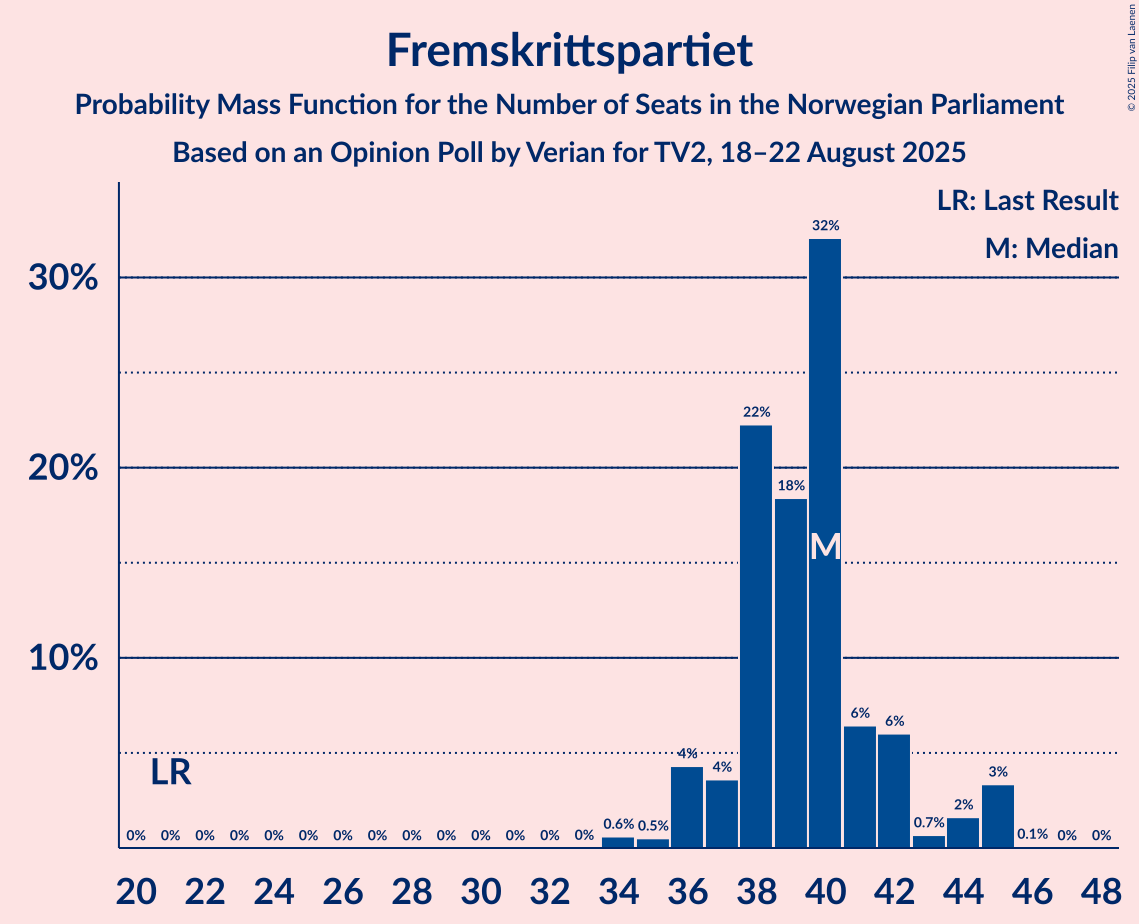 Fremskrittspartiet
Probability Mass Function for the Number of Seats in the Norwegian Parliament
Based on an Opinion Poll by Verian for TV2, 18–22 August 2025
© 2025 Filip van Laenen
LR: Last Result
M: Median
30%
20%
10%
32%
22%
18%
M
6%
6%
4%
4%
3%
2%
LR
0% 0% 0% 0% 0% 0% 0% 0% 0% 0% 0% 0% 0% 0% 0.6% 0.5% 0.7% 0.1% 0% 0%
20 22 24 26 28 30 32 34 36 38 40 42 44 46 48